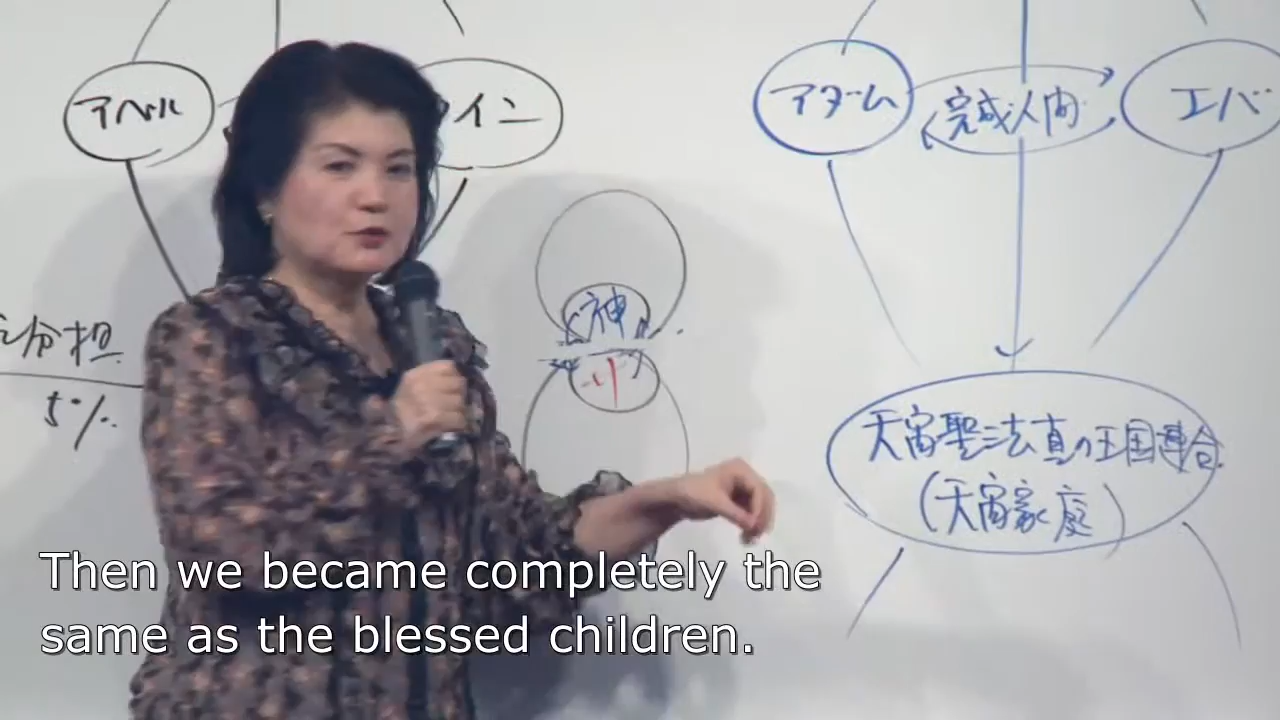 アベル
イン
アダーム
完成人間
エバ
神
分担
5%
天宙聖法真の王国連合
(天宙家庭)
Then we became completely the
same as the blessed children.